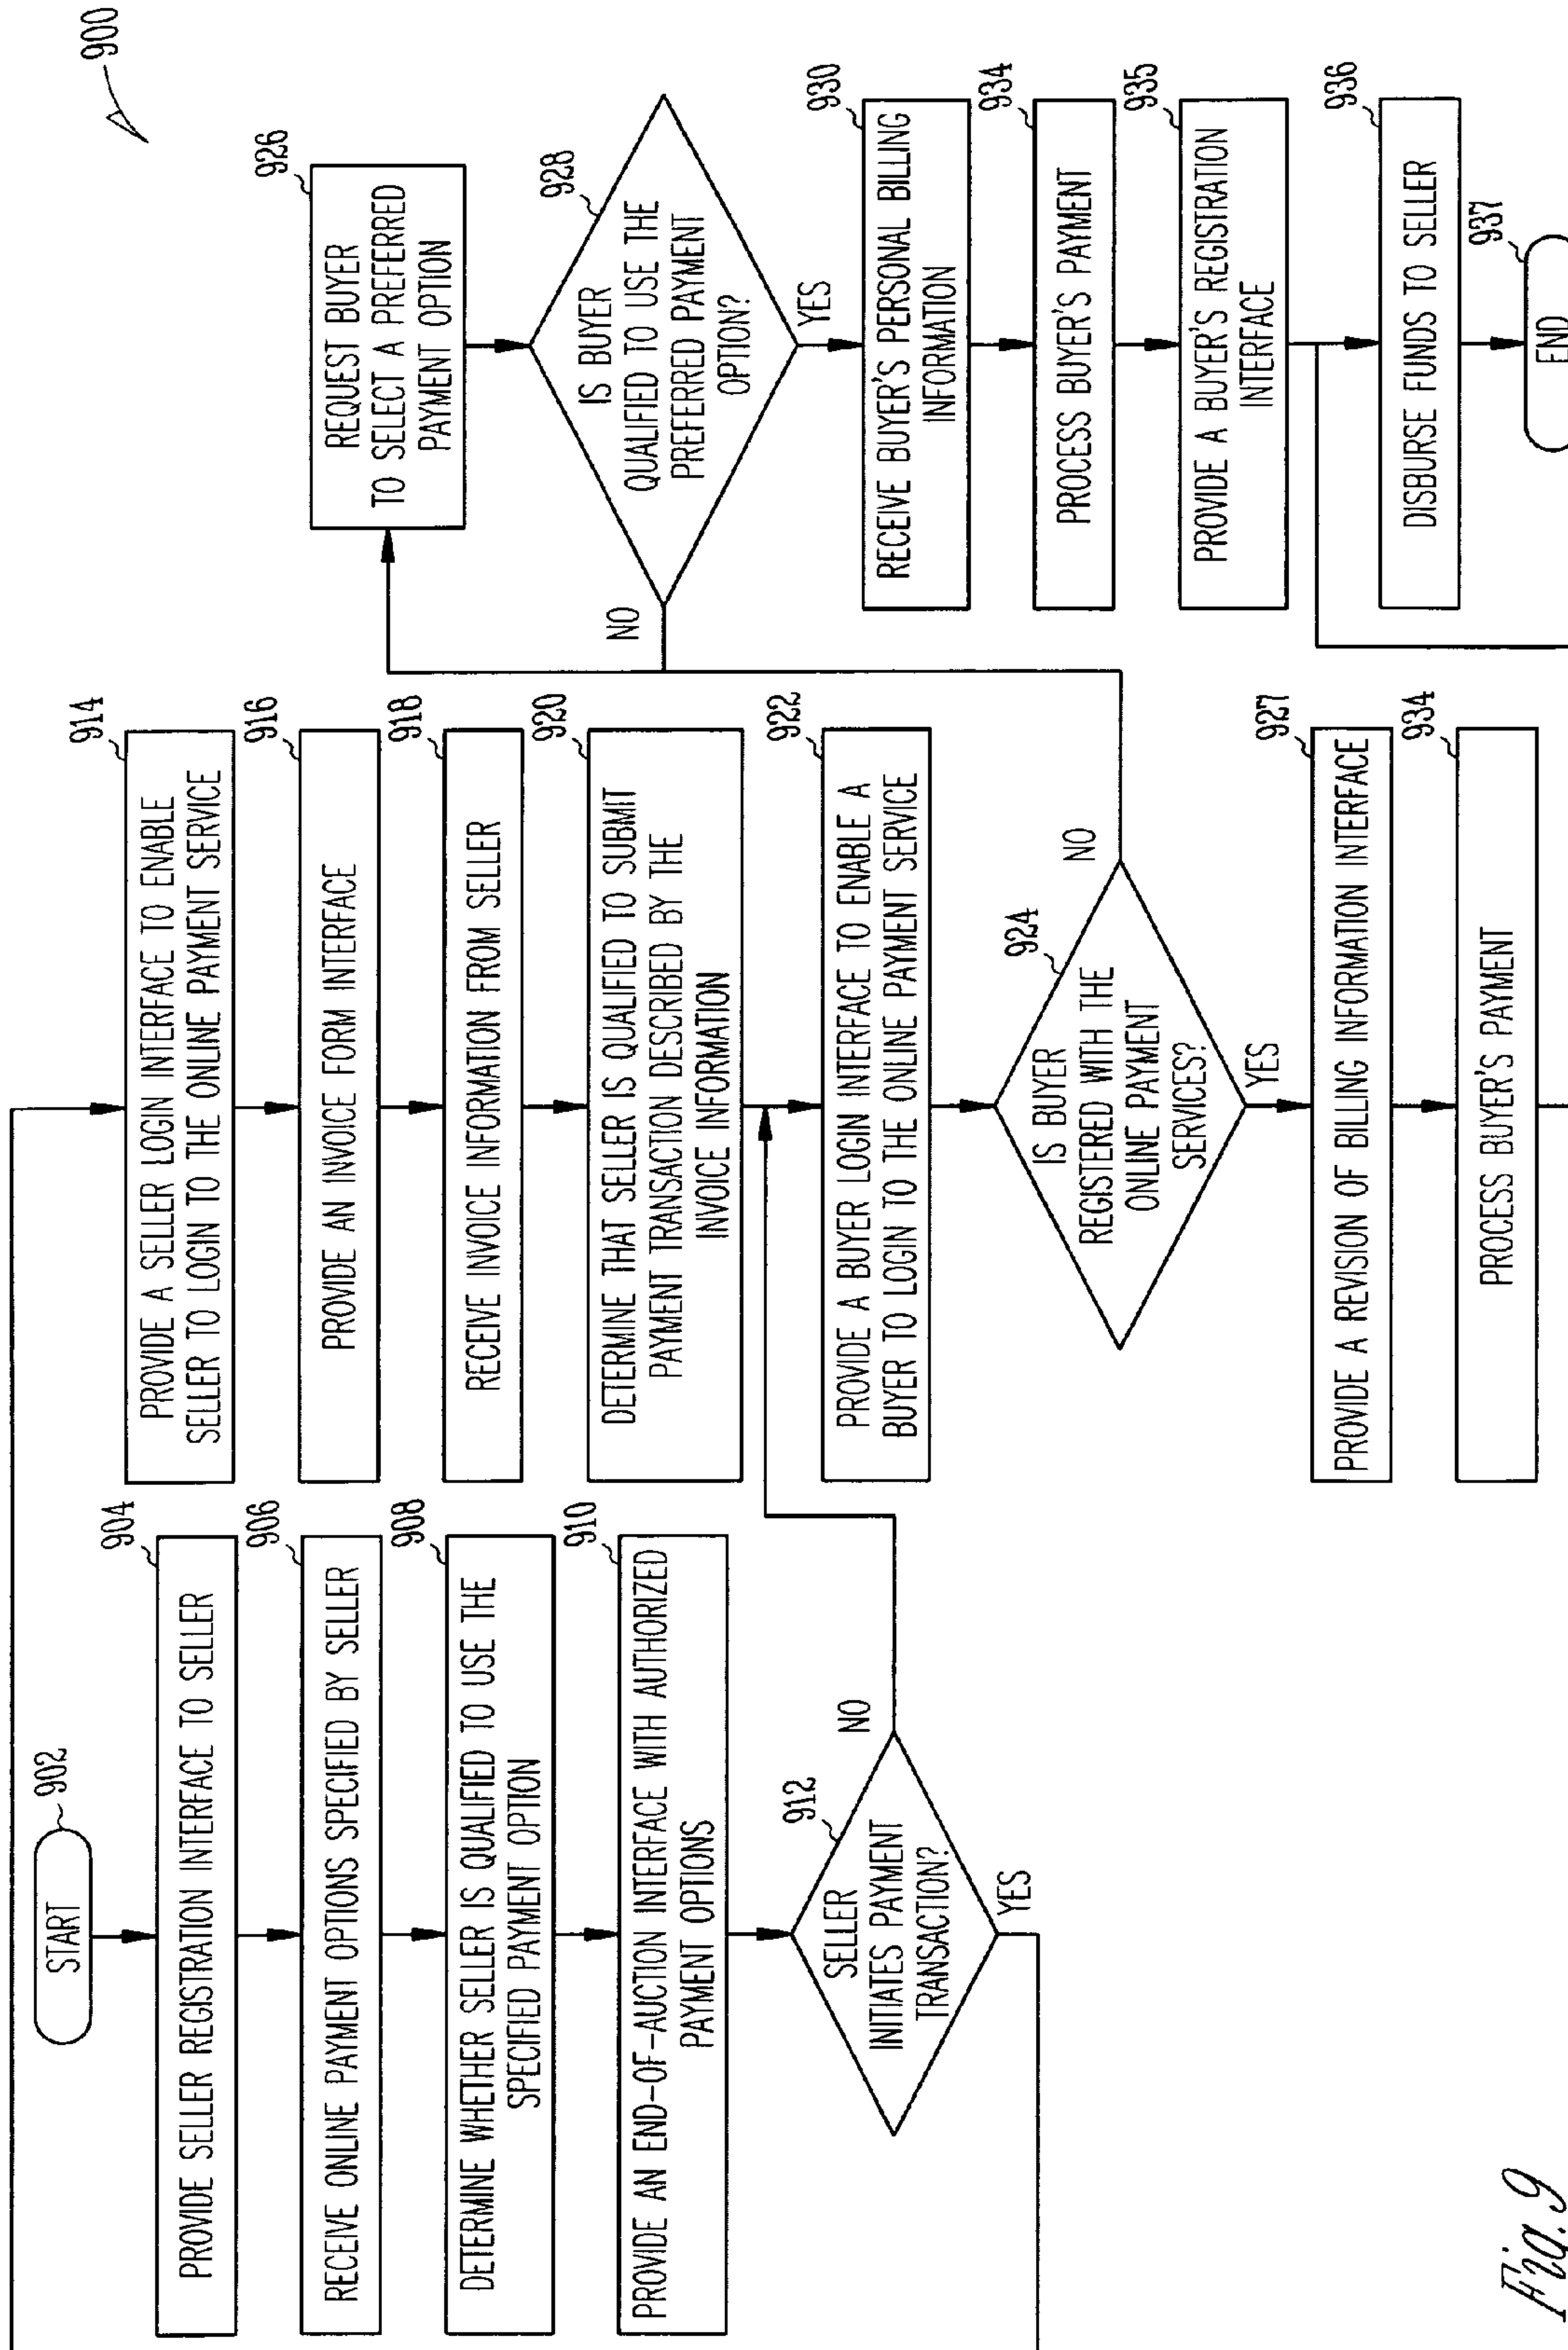 900
START
902
PROVIDE SELLER REGISTRATION INTERFACE TO SELLER
904
RECEIVE ONLINE PAYMENT OPTIONS SPECIFIED BY SELLER
906
DETERMINE WHETHER SELLER IS QUALIFIED TO USE THE
SPECIFIED PAYMENT OPTION
908
PROVIDE AN END-OF-AUCTION INTERFACE WITH AUTHORIZED
PAYMENT OPTIONS
910
SELLER
INITIATES PAYMENT
TRANSACTION?
912
NO
YES
PROVIDE A SELLER LOGIN INTERFACE TO ENABLE
SELLER TO LOGIN TO THE ONLINE PAYMENT SERVICE
914
PROVIDE AN INVOICE FORM INTERFACE
916
RECEIVE INVOICE INFORMATION FROM SELLER
918
DETERMINE THAT SELLER IS QUALIFIED TO SUBMIT
PAYMENT TRANSACTION DESCRIBED BY THE
INVOICE INFORMATION
920
PROVIDE A BUYER LOGIN INTERFACE TO ENABLE A
BUYER TO LOGIN TO THE ONLINE PAYMENT SERVICE
922
IS BUYER
REGISTERED WITH THE
ONLINE PAYMENT
SERVICES?
924
NO
YES
PROVIDE A REVISION OF BILLING INFORMATION INTERFACE
927
PROCESS BUYER'S PAYMENT
934
REQUEST BUYER
TO SELECT A PREFERRED
PAYMENT OPTION
926
IS BUYER
QUALIFIED TO USE THE
PREFERRED PAYMENT
OPTION?
928
NO
YES
RECEIVE BUYER'S PERSONAL BILLING
INFORMATION
930
PROCESS BUYER'S PAYMENT
934
PROVIDE A BUYER'S REGISTRATION
INTERFACE
935
DISBURSE FUNDS TO SELLER
936
END
937
Fig. 9